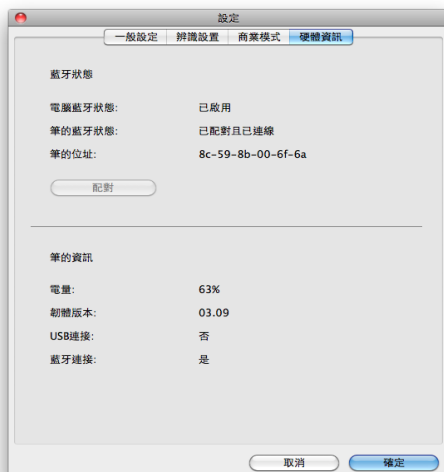 設定
一般設定 辨識設置 商業模式 硬體資訊
藍牙狀態
電腦藍牙狀態: 已啟用
筆的藍牙狀態: 已配對且已連線
筆的位址: 8c-59-8b-00-6f-6a
配對
筆的資訊
電量: 63%
韌體版本: 03.09
USB連接: 否
藍牙連接: 是
取消 確定